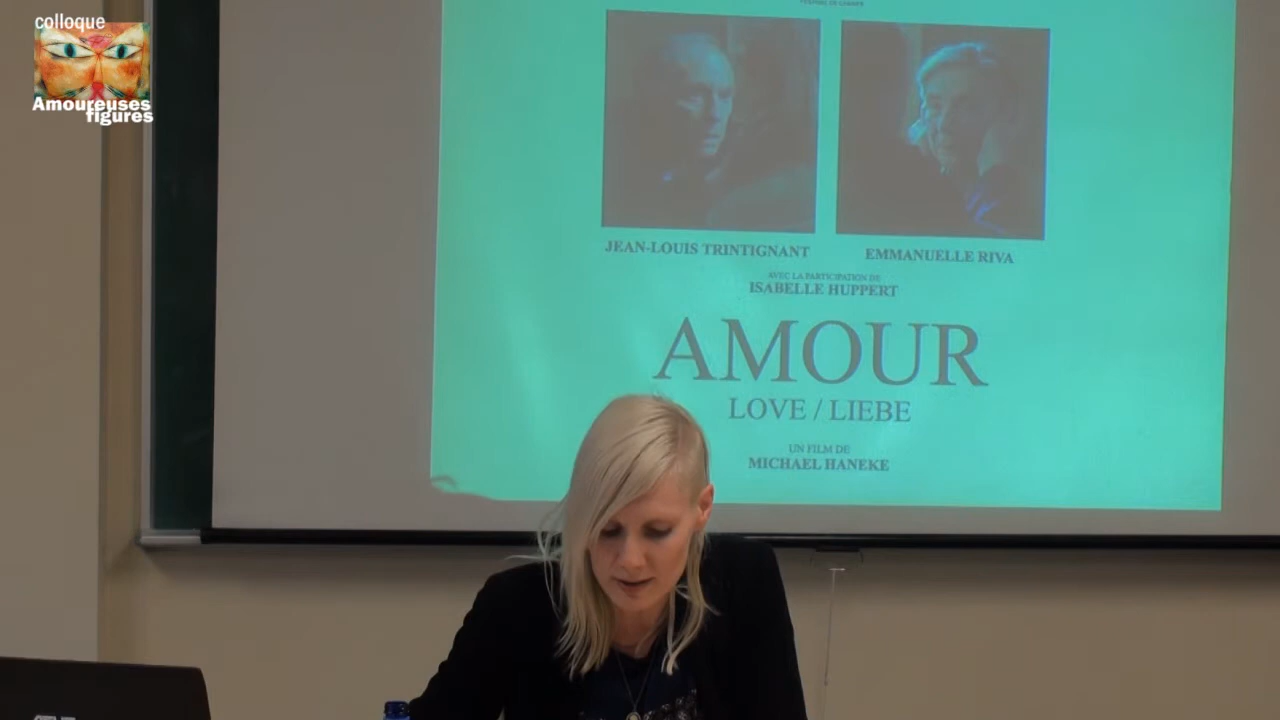 colloque
Amoureuses
figures
JEAN-LOUIS TRINTIGNANT
EMMANUELLE RIVA
AVEC LA PARTICIPATION DE
ISABELLE HUPPERT
AMOUR
LOVE / LIEBE
UN FILM DE
MICHAEL HANEKE